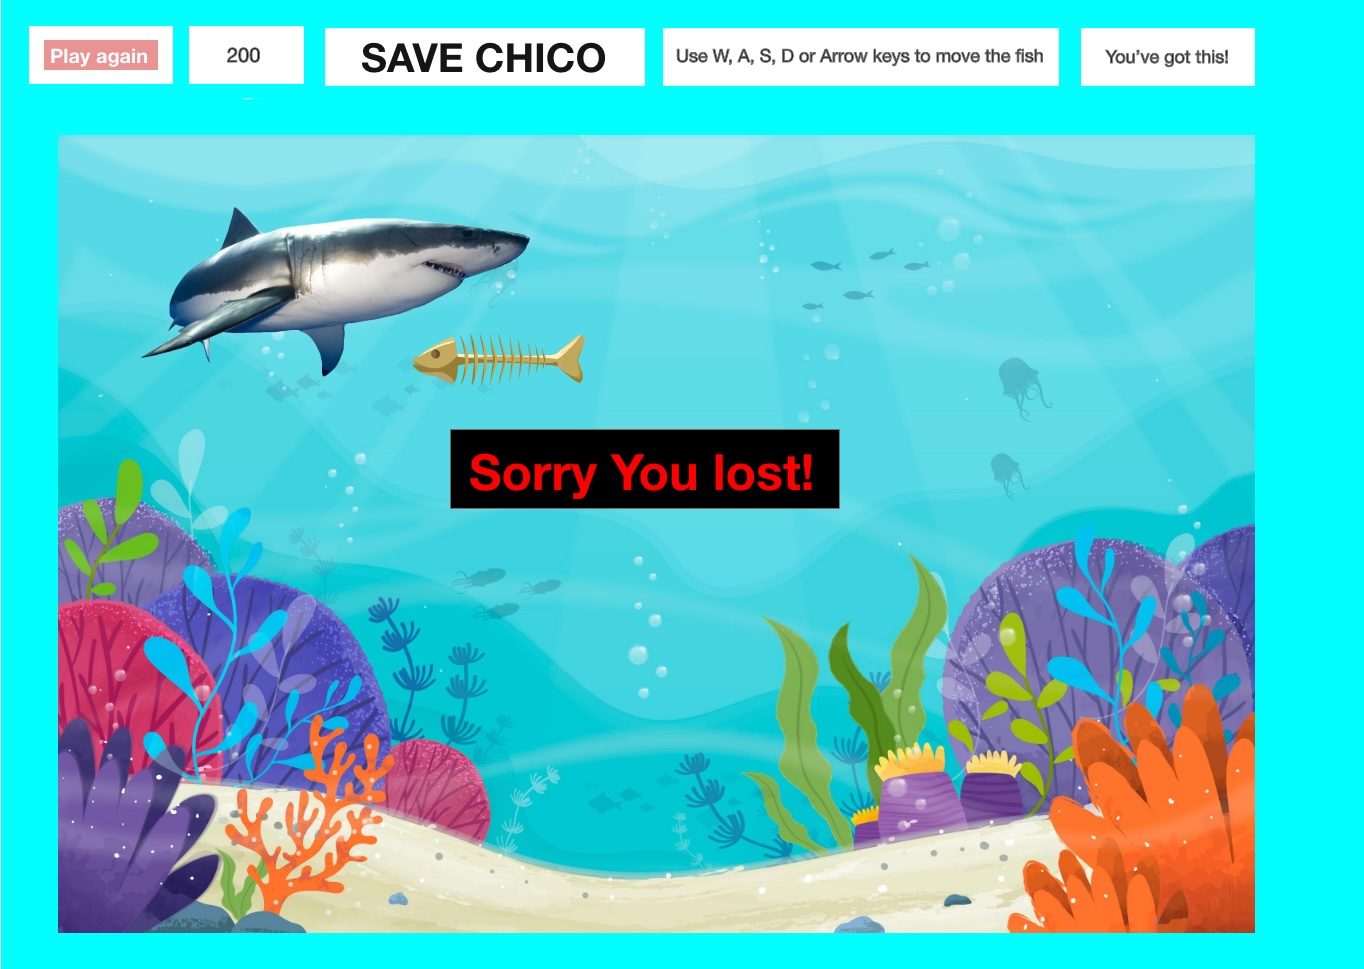 Play again
200
SAVE CHICO
Use W, A, S, D or Arrow keys to move the fish
You’ve got this!
Sorry You lost!